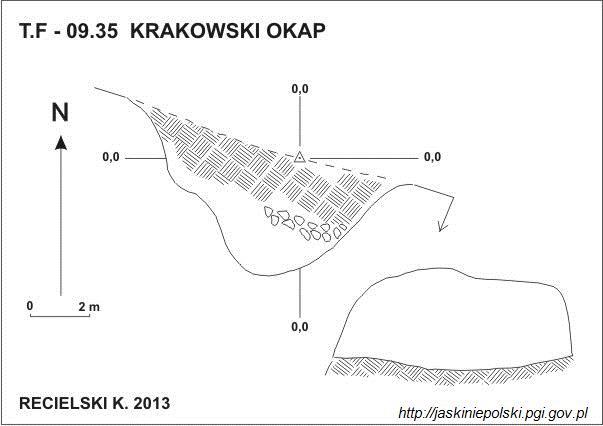 T.F - 09.35 KRAKOWSKI OKAP
0,0
N
0,0
0,0
0 2 m
0,0
RECIELSKI K. 2013
http://jaskiniepolski.pgi.gov.pl